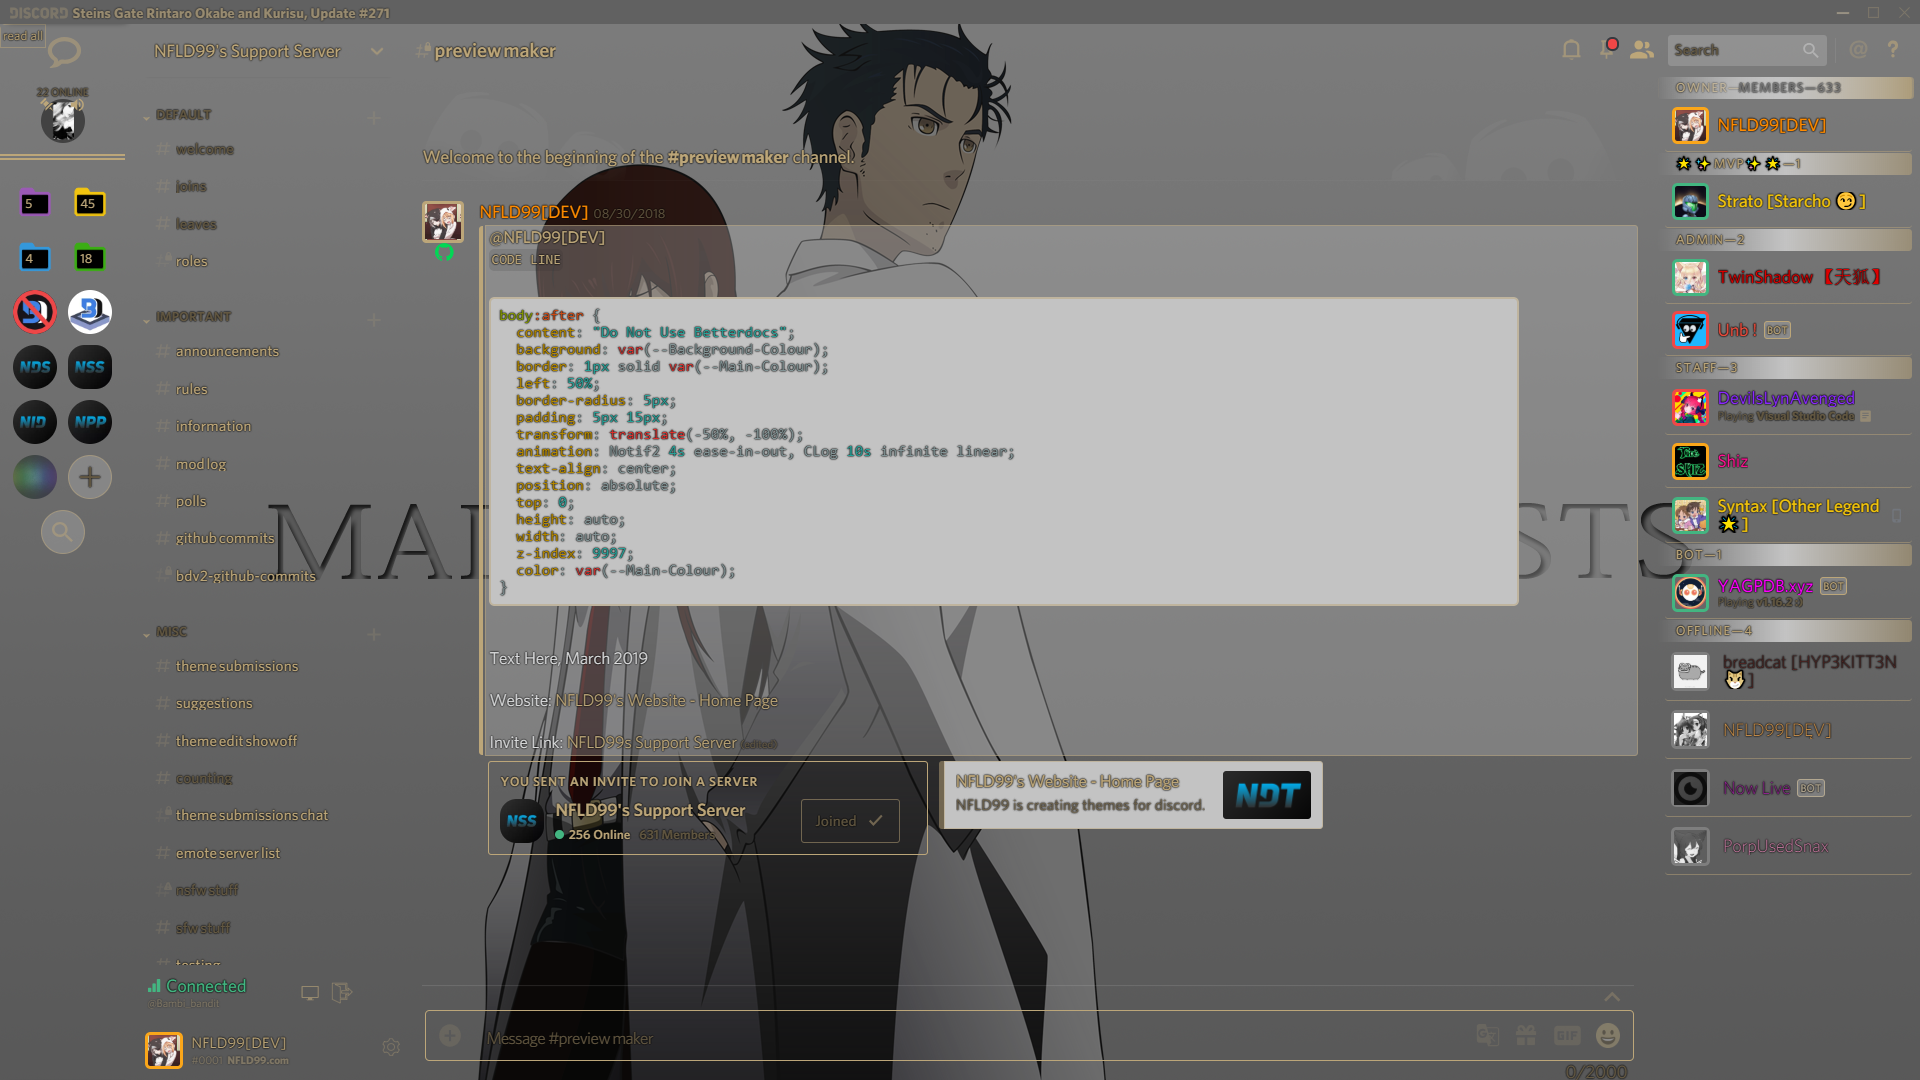 DISCORD Steins Gate Rintaro Okabe and Kurisu, Update #271
read all
NFLD99's Support Server
#preview maker
Search
22 ONLINE
5
45
4
18
NDS
NSS
NID
NPP
DEFAULT
welcome
joins
leaves
roles
IMPORTANT
announcements
rules
information
mod log
polls
github commits
bdv2-github-commits
MISC
theme submissions
suggestions
theme edit showoff
counting
theme submissions chat
emote server list
nsfw stuff
sfw stuff
testing
Connected
@Bambi_bandit
NFLD99[DEV]
#0001 NFLD99.com
Welcome to the beginning of the #preview maker channel.
NFLD99[DEV] 08/30/2018
@NFLD99[DEV]
CODE LINE
body:after {
content: "Do Not Use Betterdocs";
background: var(--Background-Colour);
border: 1px solid var(--Main-Colour);
left: 50%;
border-radius: 5px;
padding: 5px 15px;
transform: translate(-50%, -100%);
animation: Notif2 4s ease-in-out, CLog 10s infinite linear;
text-align: center;
position: absolute;
top: 0;
height: auto;
width: auto;
z-index: 9997;
color: var(--Main-Colour);
}
Text Here, March 2019
Website: NFLD99's Website - Home Page
Invite Link: NFLD99s Support Server (edited)
YOU SENT AN INVITE TO JOIN A SERVER
NSS
NFLD99's Support Server
256 Online 631 Members
Joined
NFLD99's Website - Home Page
NFLD99 is creating themes for discord.
NDT
Message #preview maker
GIF
0/2000
OWNER—MEMBERS—633
NFLD99[DEV]
MVP—1
Strato [Starcho 😏]
ADMIN—2
TwinShadow 【天狐】
Unb ! BOT
STAFF—3
DevilsLynAvenged
Playing Visual Studio Code
The SHIZ
Shiz
Syntax [Other Legend
🌟]
BOT—1
YAGPDB.xyz BOT
Playing v1.16.2 :)
OFFLINE—4
breadcat [HYP3KITT3N
🐱]
NFLD99[DEV]
Now Live BOT
PorpUsedSnax